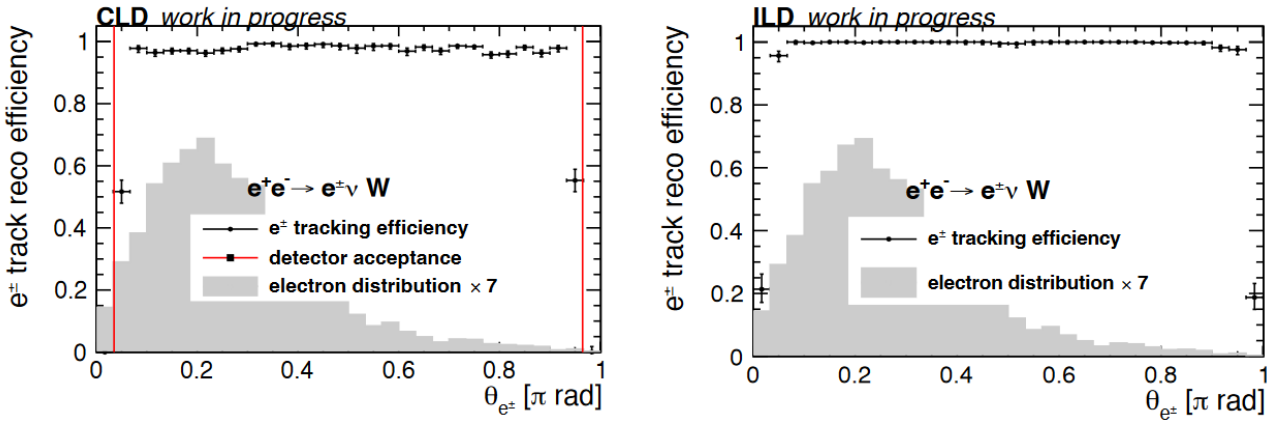 CLD work in progress
e± track reco efficiency
1
0.8
0.6
0.4
0.2
0
e⁺e⁻→ e±ν W
e± tracking efficiency
detector acceptance
electron distribution × 7
0 0.2 0.4 0.6 0.8 1
θe± [π rad]
ILD work in progress
e± track reco efficiency
1
0.8
0.6
0.4
0.2
0
e⁺e⁻→ e±ν W
e± tracking efficiency
electron distribution × 7
0 0.2 0.4 0.6 0.8 1
θe± [π rad]